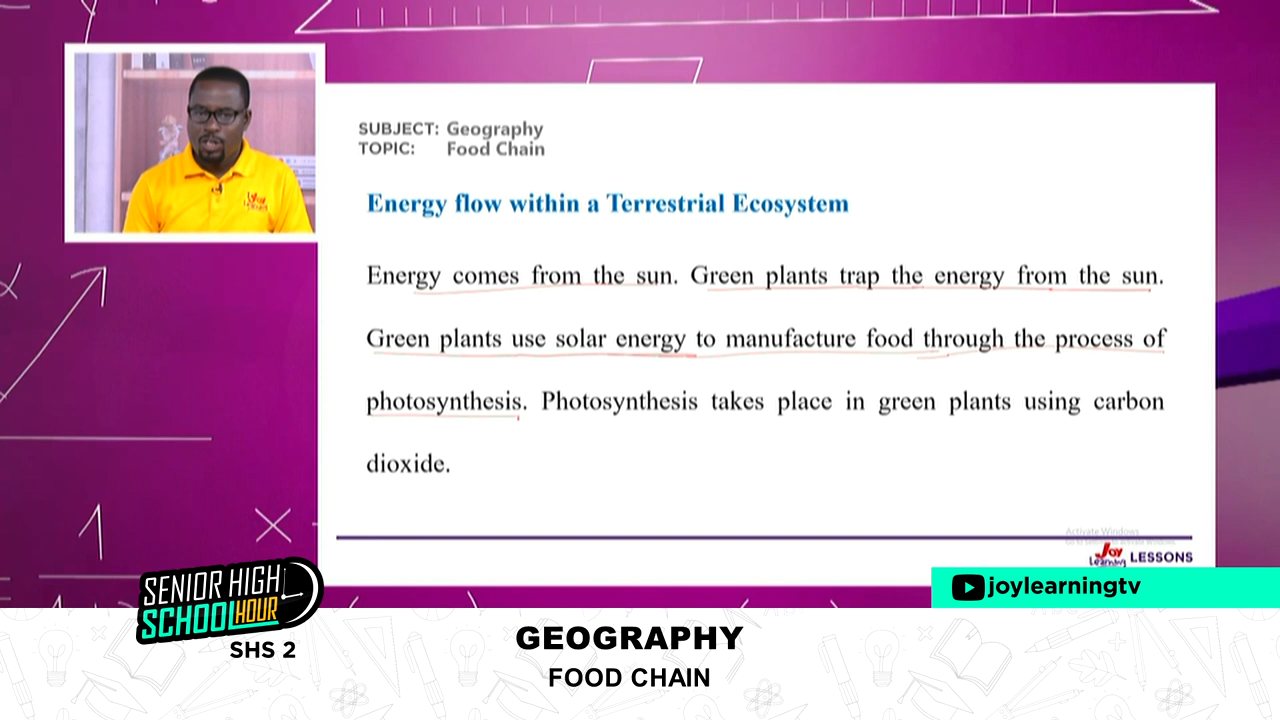 SUBJECT: Geography
TOPIC: Food Chain
Energy flow within a Terrestrial Ecosystem
Energy comes from the sun. Green plants trap the energy from the sun.
Green plants use solar energy to manufacture food through the process of
photosynthesis. Photosynthesis takes place in green plants using carbon
dioxide.
Activate Windows
Joy
Learning
LESSONS
joylearningtv
SENIOR HIGH
SCHOOL HOUR
SHS 2
GEOGRAPHY
FOOD CHAIN